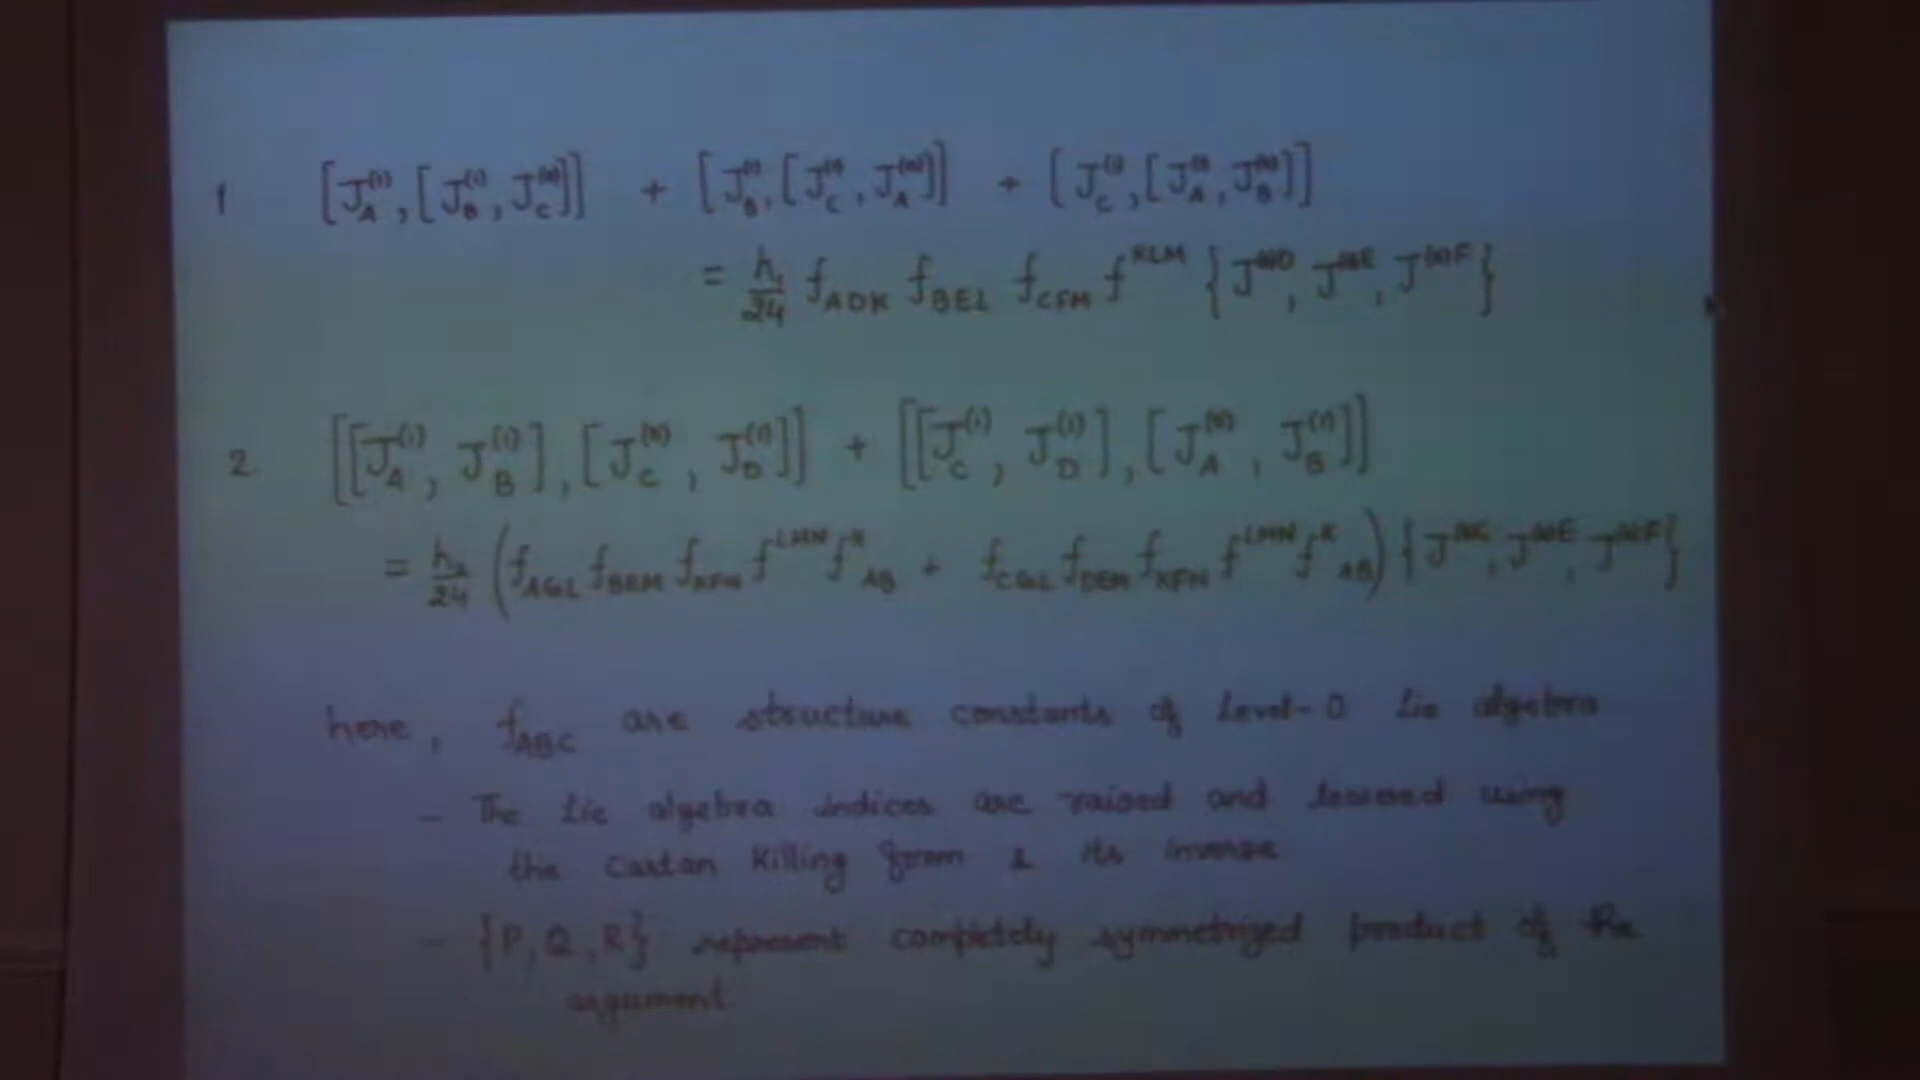 1 [J_A^(1), [J_B^(1), J_C^(0)]] + [J_B^(1), [J_C^(1), J_A^(0)]] + [J_C^(1), [J_A^(1), J_B^(0)]]
= h_1/24 f_ADK f_BEL f_CFM f^KLM {J^(0)D, J^(0)E, J^(0)F}
2. [[J_A^(1), J_B^(1)], [J_C^(0), J_D^(1)]] + [[J_C^(1), J_D^(1)], [J_A^(0), J_B^(1)]]
= h_2/24 (f_AGL f_BEM f_KFN f^LMN f^K_AB + f_CGL f_DEM f_KFN f^LMN f^K_AB) {J, J, J}
here, f_ABC are structure constants of Level-0 Lie algebra
- The Lie algebra indices are raised and lowered using
the Cartan Killing form & its inverse
- {P, Q, R} represent completely symmetrized product of the
argument